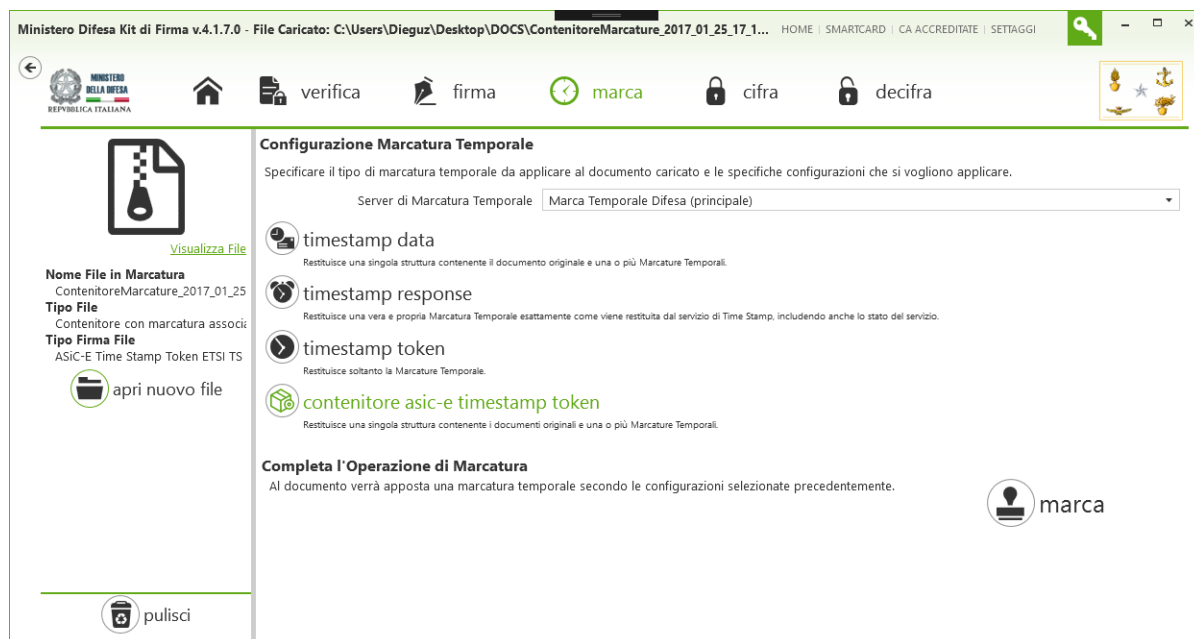 Ministero Difesa Kit di Firma v.4.1.7.0 - File Caricato: C:\Users\Dieguz\Desktop\DOCS\ContenitoreMarcature_2017_01_25_17_1... HOME | SMARTCARD | CA ACCREDITATE | SETTAGGI
MINISTERO
DELLA DIFESA
REPVBBLICA ITALIANA
verifica firma marca cifra decifra
Configurazione Marcatura Temporale
Specificare il tipo di marcatura temporale da applicare al documento caricato e le specifiche configurazioni che si vogliono applicare.
Server di Marcatura Temporale Marca Temporale Difesa (principale)
Visualizza File
Nome File in Marcatura
ContenitoreMarcature_2017_01_25
Tipo File
Contenitore con marcatura associa
Tipo Firma File
ASiC-E Time Stamp Token ETSI TS
apri nuovo file
timestamp data
Restituisce una singola struttura contenente il documento originale e una o più Marcature Temporali.
timestamp response
Restituisce una vera e propria Marcatura Temporale esattamente come viene restituita dal servizio di Time Stamp, includendo anche lo stato del servizio.
timestamp token
Restituisce soltanto la Marcature Temporale.
contenitore asic-e timestamp token
Restituisce una singola struttura contenente i documenti originali e una o più Marcature Temporali.
Completa l'Operazione di Marcatura
Al documento verrà apposta una marcatura temporale secondo le configurazioni selezionate precedentemente.
marca
pulisci